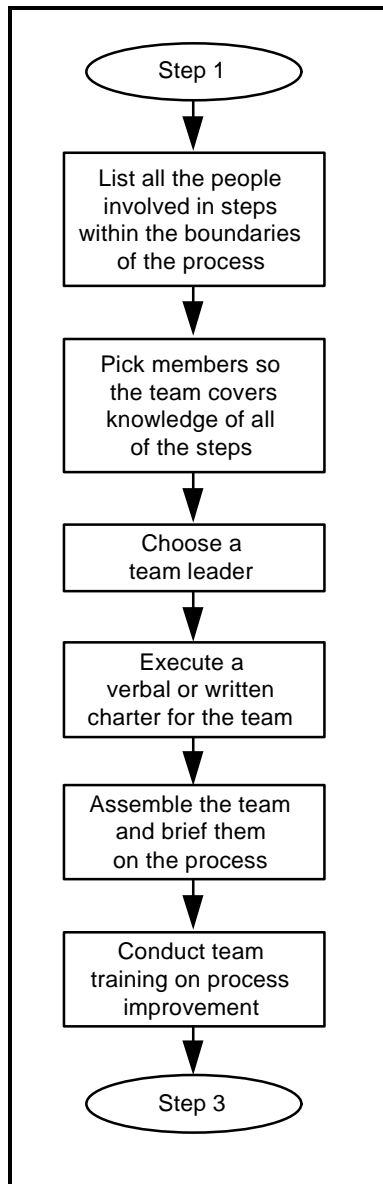 Step 1
List all the people
involved in steps
within the boundaries
of the process
Pick members so
the team covers
knowledge of all
of the steps
Choose a
team leader
Execute a
verbal or written
charter for the team
Assemble the team
and brief them
on the process
Conduct team
training on process
improvement
Step 3